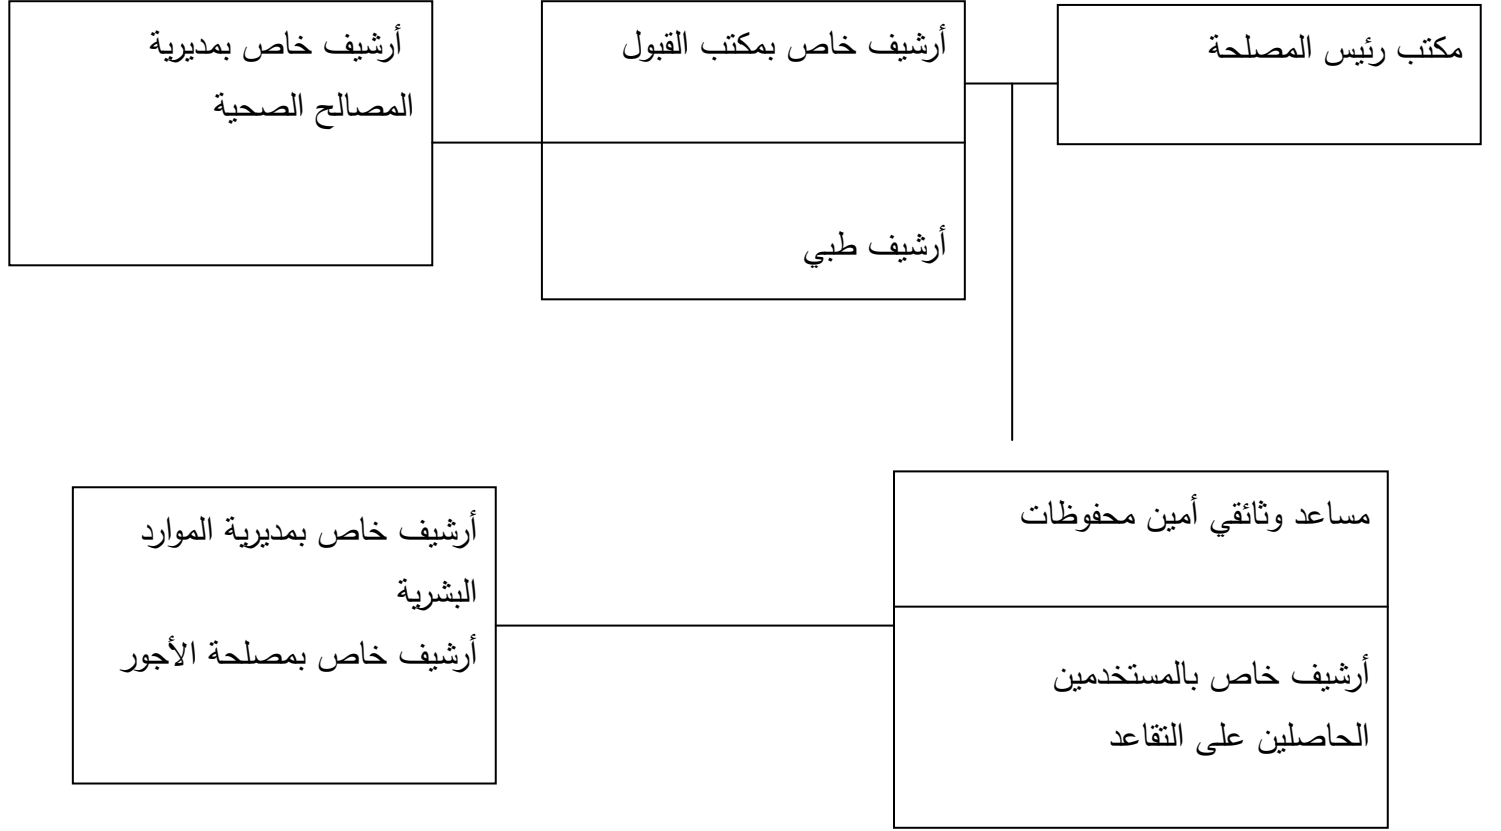 مكتب رئيس المصلحة
أرشيف خاص بمكتب القبول
أرشيف طبي
أرشيف خاص بمديرية
المصالح الصحية
مساعد وثائقي أمين محفوظات
أرشيف خاص بالمستخدمين
الحاصلين على التقاعد
أرشيف خاص بمديرية الموارد
البشرية
أرشيف خاص بمصلحة الأجور